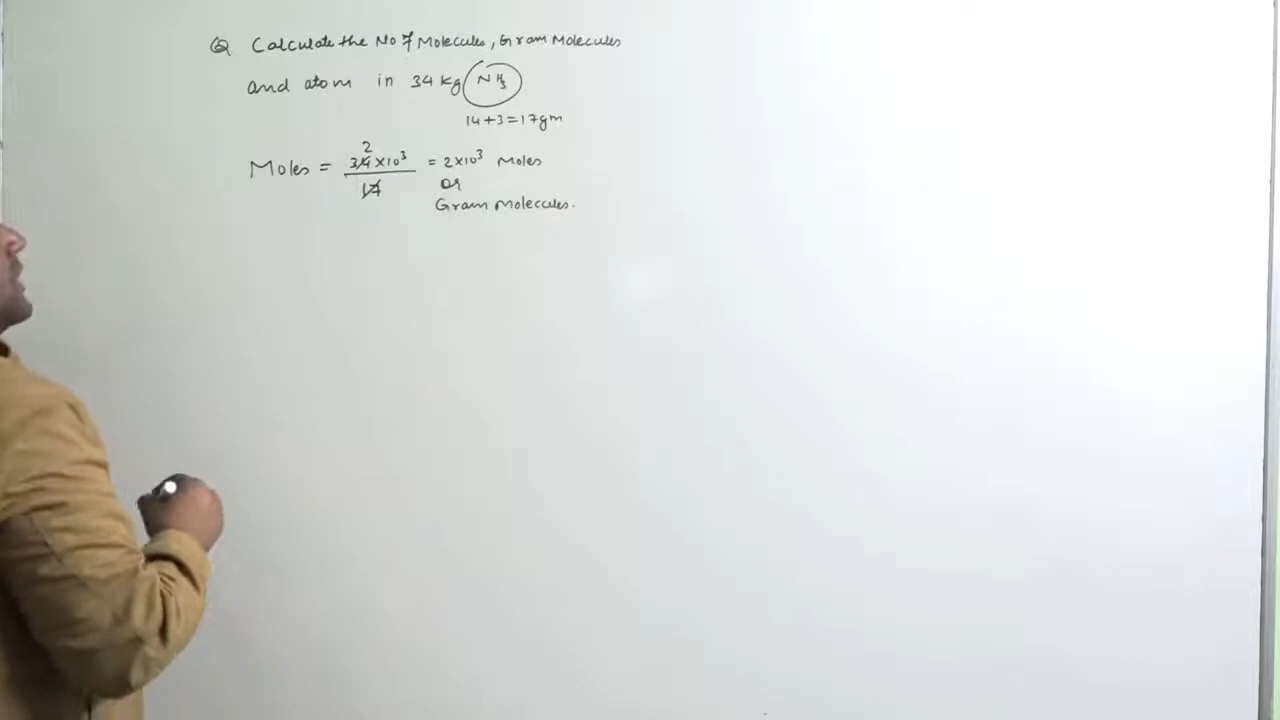 Q Calculate the No of Molecules, Gram Molecules
and atom in 34 kg NH3
14+3=17gm
2
Moles = 34×10³ = 2×10³ Moles
17
or
Gram Molecules.